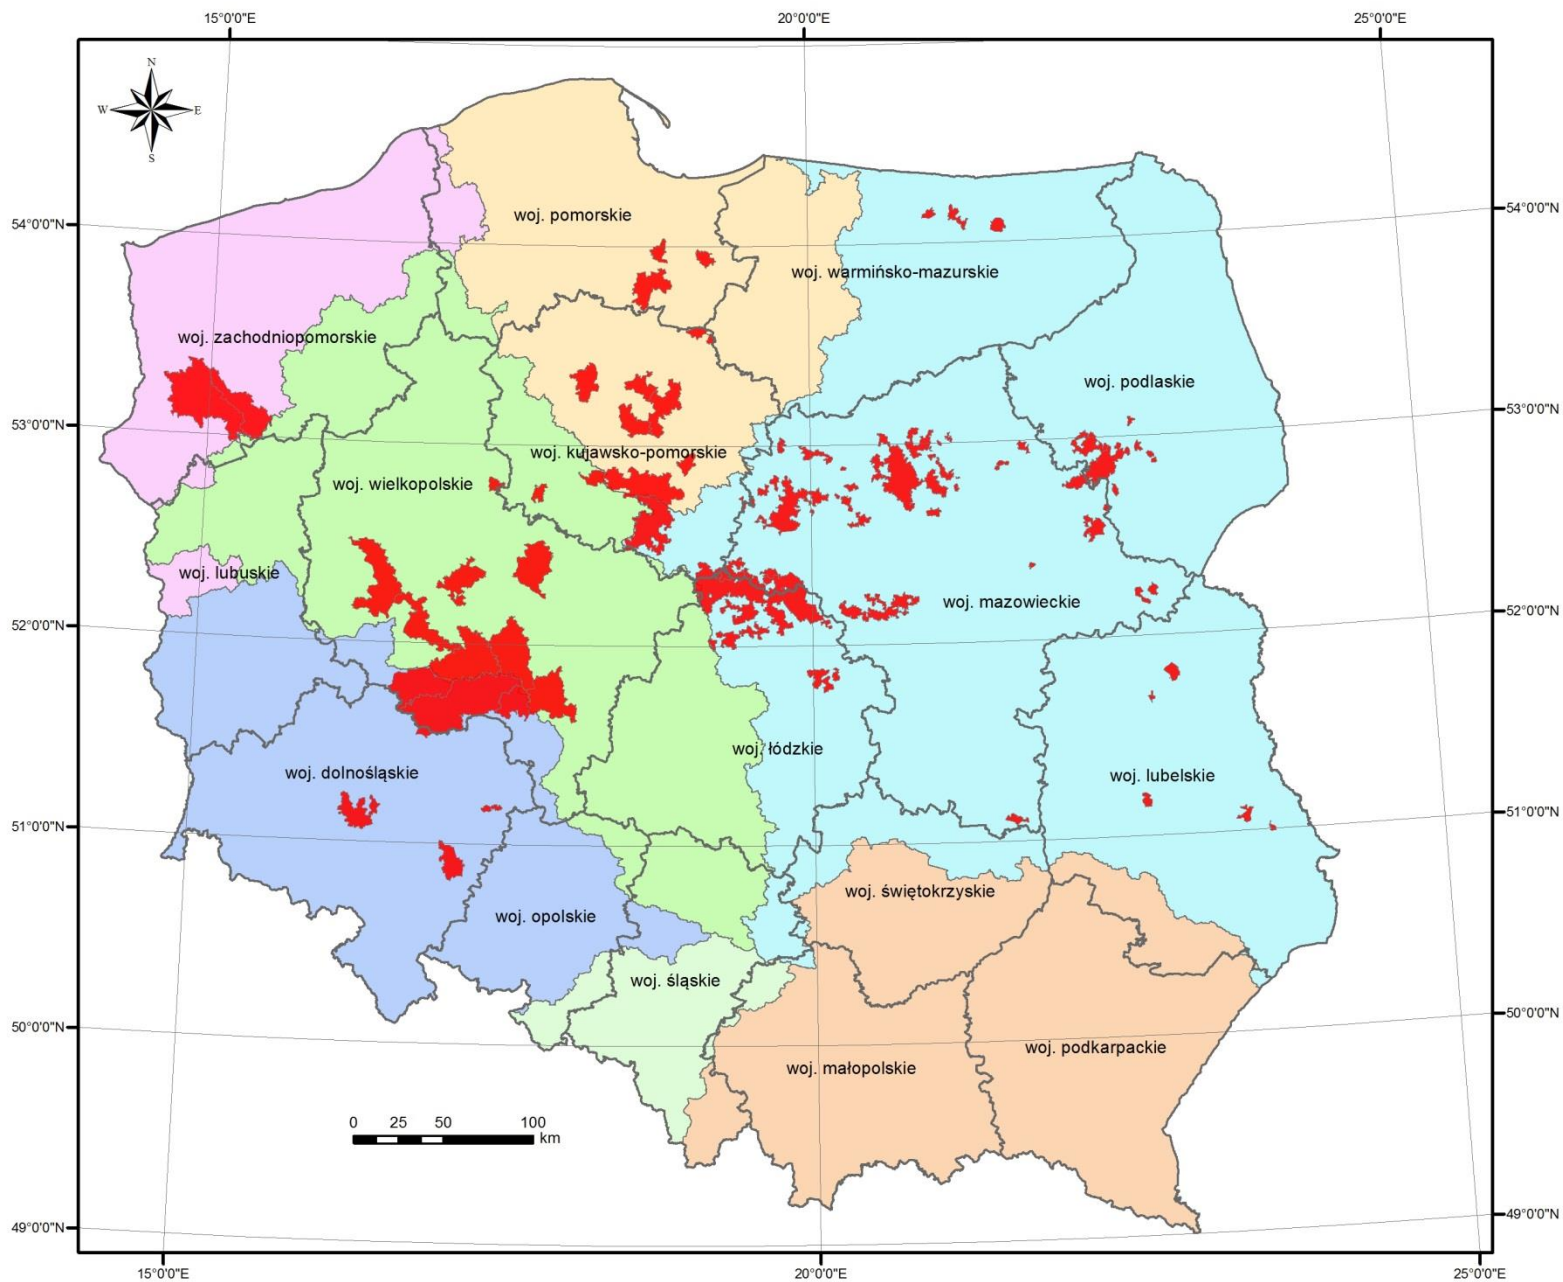 15°0'0"E
20°0'0"E
25°0'0"E
N
W
E
S
54°0'0"N
54°0'0"N
woj. pomorskie
woj. warmińsko-mazurskie
woj. zachodniopomorskie
woj. podlaskie
53°0'0"N
53°0'0"N
woj. kujawsko-pomorskie
woj. wielkopolskie
woj. lubuskie
woj. mazowieckie
52°0'0"N
52°0'0"N
woj. łódzkie
woj. dolnośląskie
woj. lubelskie
51°0'0"N
51°0'0"N
woj. świętokrzyskie
woj. opolskie
woj. śląskie
50°0'0"N
50°0'0"N
woj. podkarpackie
woj. małopolskie
0 25 50 100
km
49°0'0"N
49°0'0"N
15°0'0"E
20°0'0"E
25°0'0"E